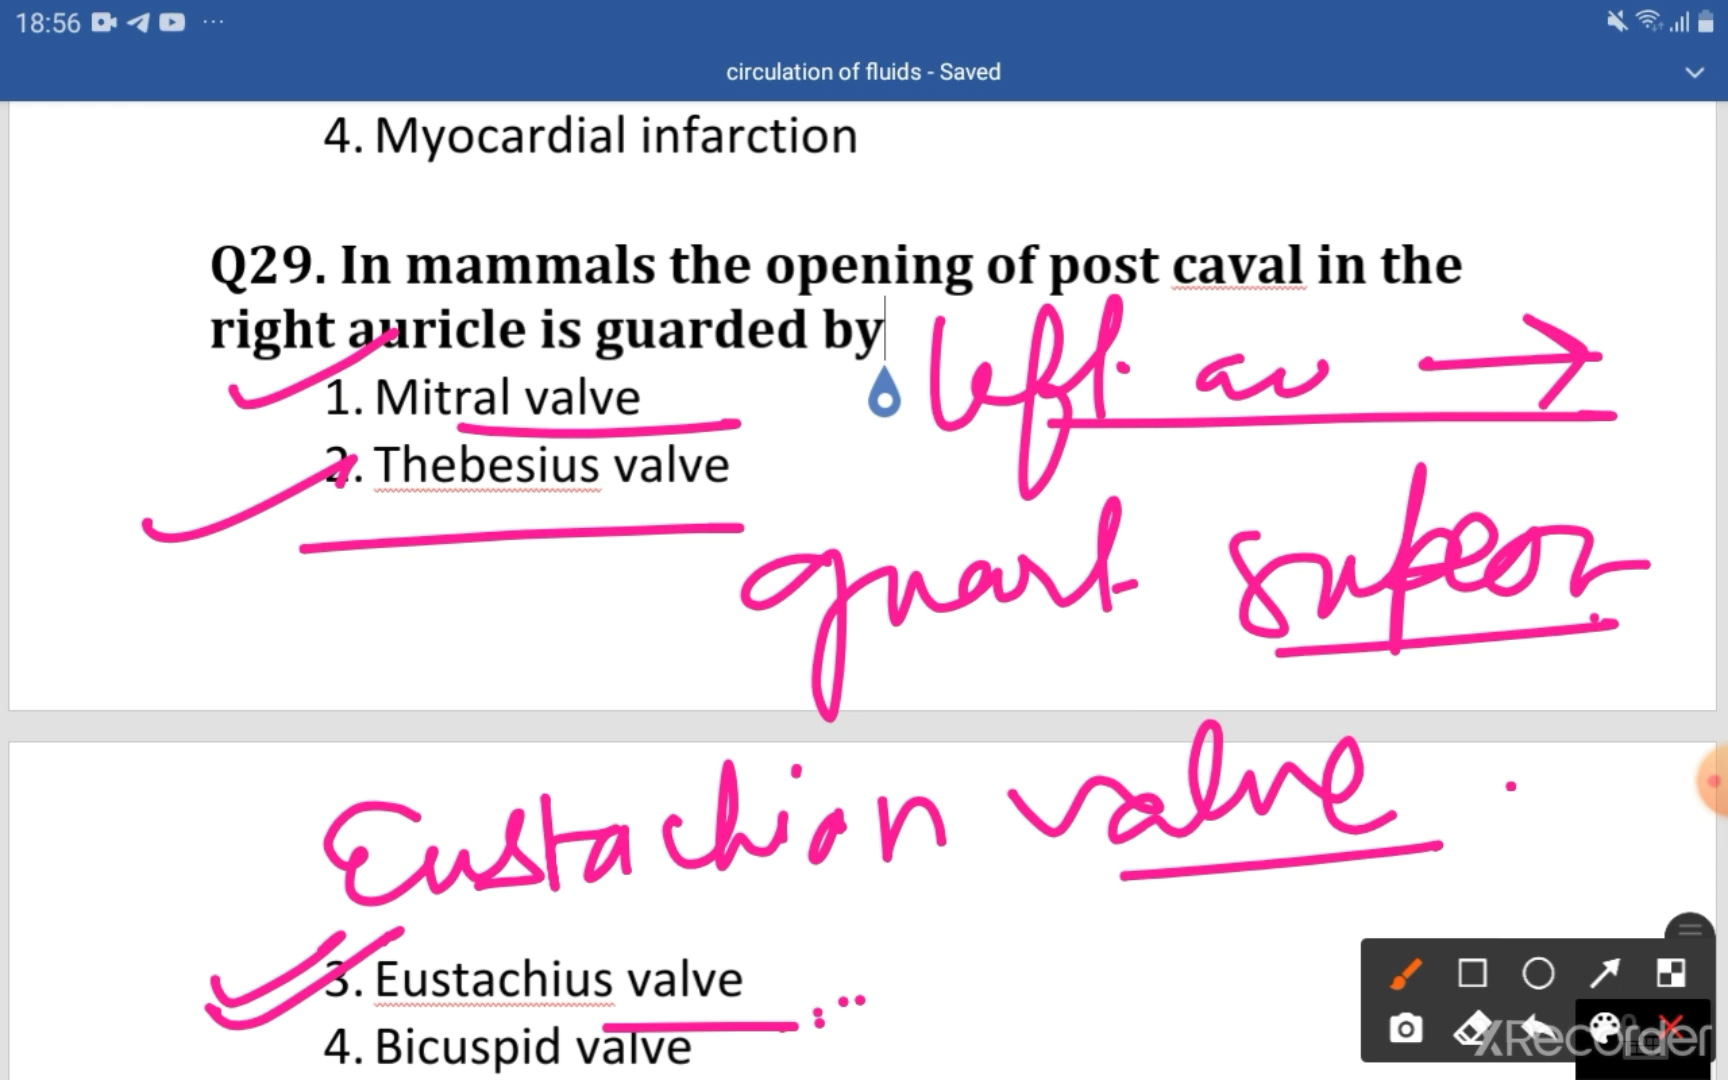 18:56
circulation of fluids - Saved
4. Myocardial infarction
Q29. In mammals the opening of post caval in the
right auricle is guarded by
left av
1. Mitral valve
2. Thebesius valve
guart
Eustachian valve
3. Eustachius valve
4. Bicuspid valve
XRecorder